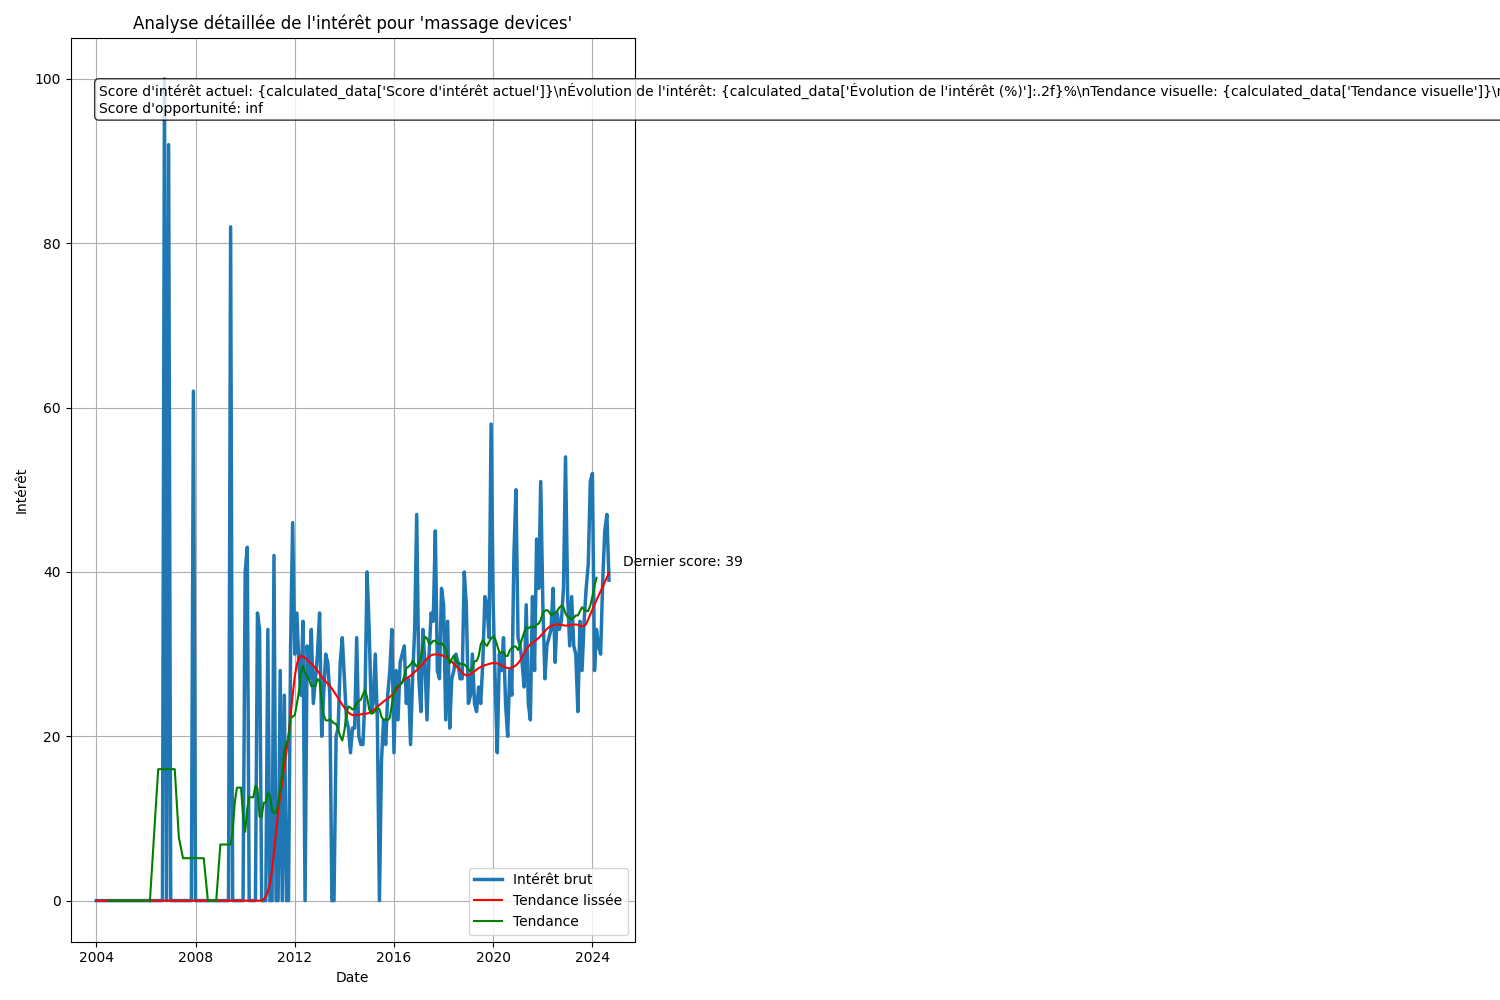 Analyse détaillée de l'intérêt pour 'massage devices'
100
Score d'intérêt actuel: {calculated_data['Score d'intérêt actuel']}\nÉvolution de l'intérêt: {calculated_data['Évolution de l'intérêt (%)']:.2f}%\nTendance visuelle: {calculated_data['Tendance visuelle']}\n
Score d'opportunité: inf
80
60
Intérêt
40
Dernier score: 39
20
0
Intérêt brut
Tendance lissée
Tendance
2004 2008 2012 2016 2020 2024
Date